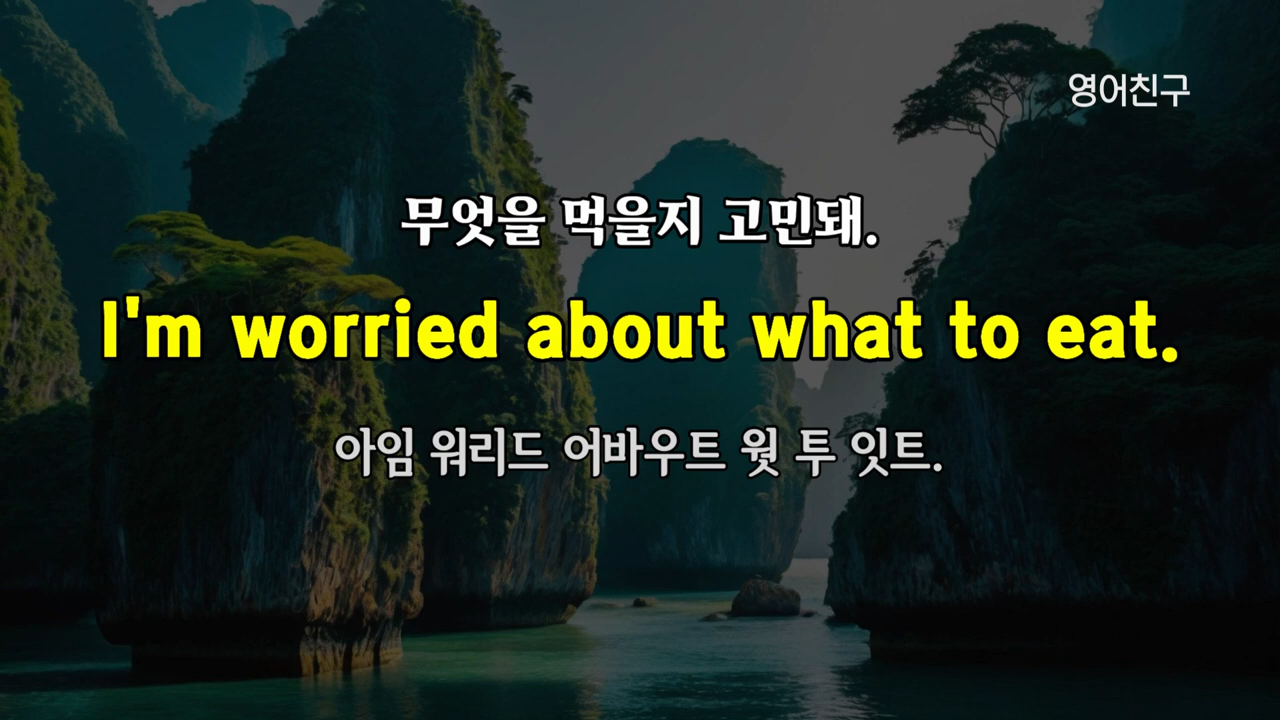 영어친구
무엇을 먹을지 고민돼.
I'm worried about what to eat.
아임 워리드 어바우트 웟 투 잇트.